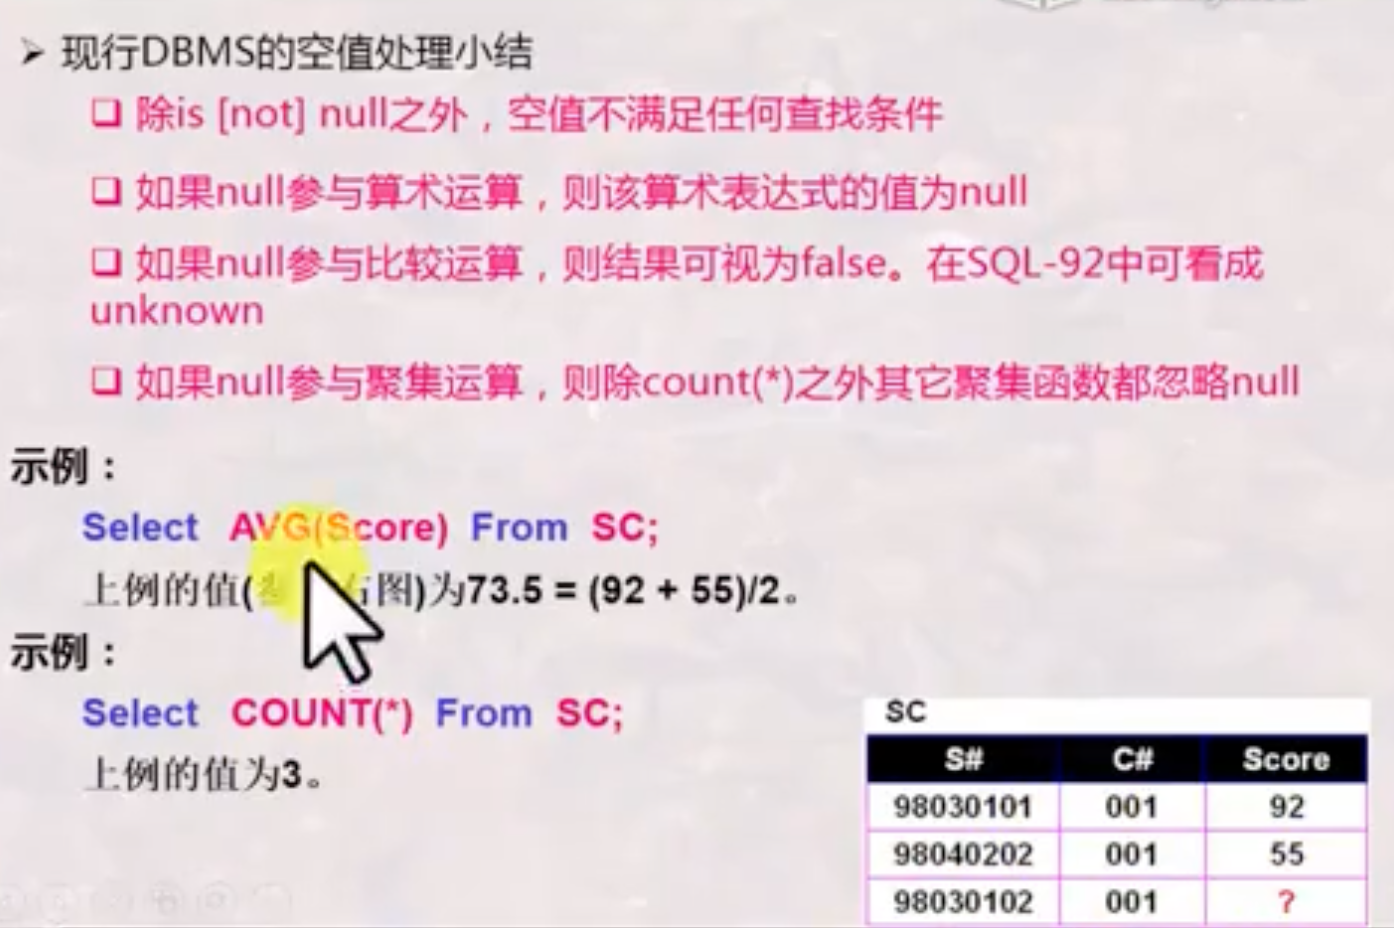 ➢ 现行DBMS的空值处理小结
❑ 除is [not] null之外，空值不满足任何查找条件
❑ 如果null参与算术运算，则该算术表达式的值为null
❑ 如果null参与比较运算，则结果可视为false。在SQL-92中可看成
unknown
❑ 如果null参与聚集运算，则除count(*)之外其它聚集函数都忽略null
示例：
Select AVG(Score) From SC;
上例的值(右图)为73.5 = (92 + 55)/2。
示例：
Select COUNT(*) From SC;
上例的值为3。
SC
S# C# Score
98030101 001 92
98040202 001 55
98030102 001 ?